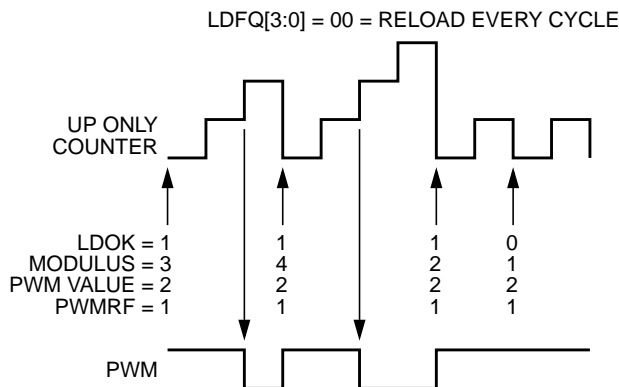 LDFQ[3:0] = 00 = RELOAD EVERY CYCLE
UP ONLY
COUNTER
LDOK = 1 1 1 0
MODULUS = 3 4 2 1
PWM VALUE = 2 2 2 2
PWMRF = 1 1 1 1
PWM